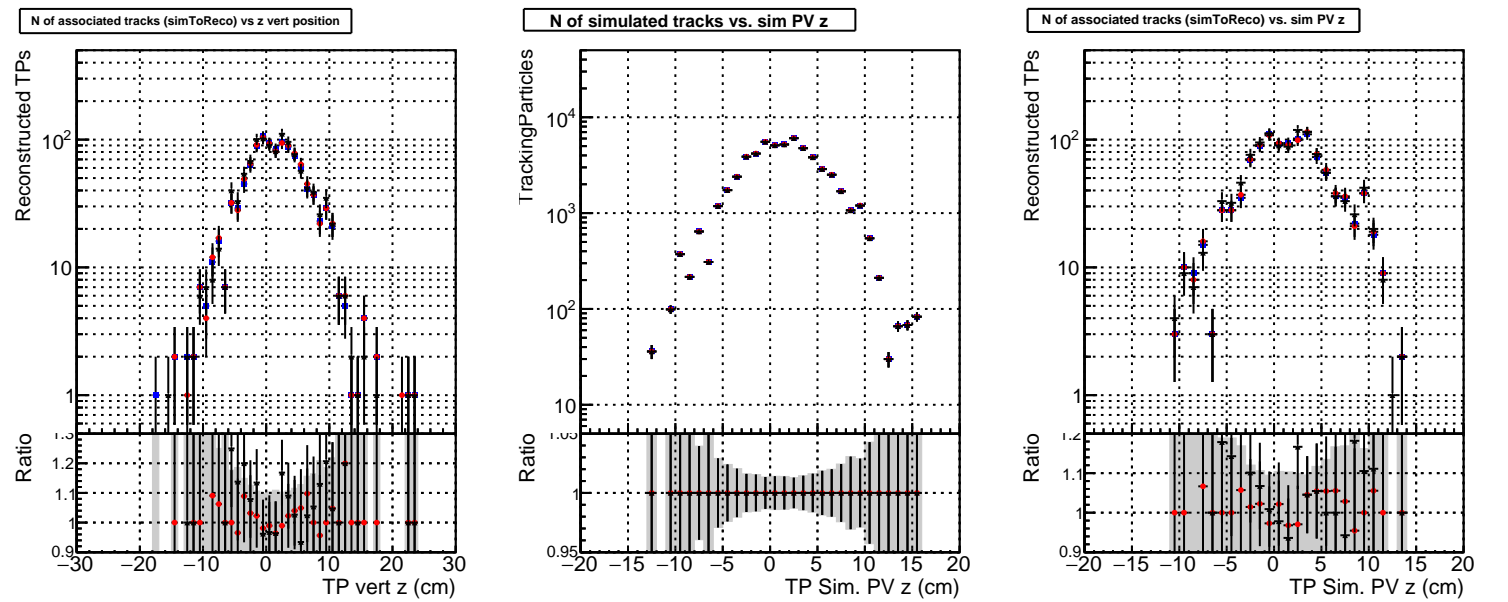 N of associated tracks (simToReco) vs z vert position
Reconstructed TPs
10²
10
1
Ratio
1.3
1.2
1.1
1
0.9
−30 −20 −10 0 10 20 30
TP vert z (cm)
N of simulated tracks vs. sim PV z
TrackingParticles
10⁴
10³
10²
10
Ratio
1.05
1
0.95
−20 −15 −10 −5 0 5 10 15 20
TP Sim. PV z (cm)
N of associated tracks (simToReco) vs. sim PV z
Reconstructed TPs
10²
10
1
Ratio
1.2
1.1
1
0.9
−20 −15 −10 −5 0 5 10 15 20
TP Sim. PV z (cm)